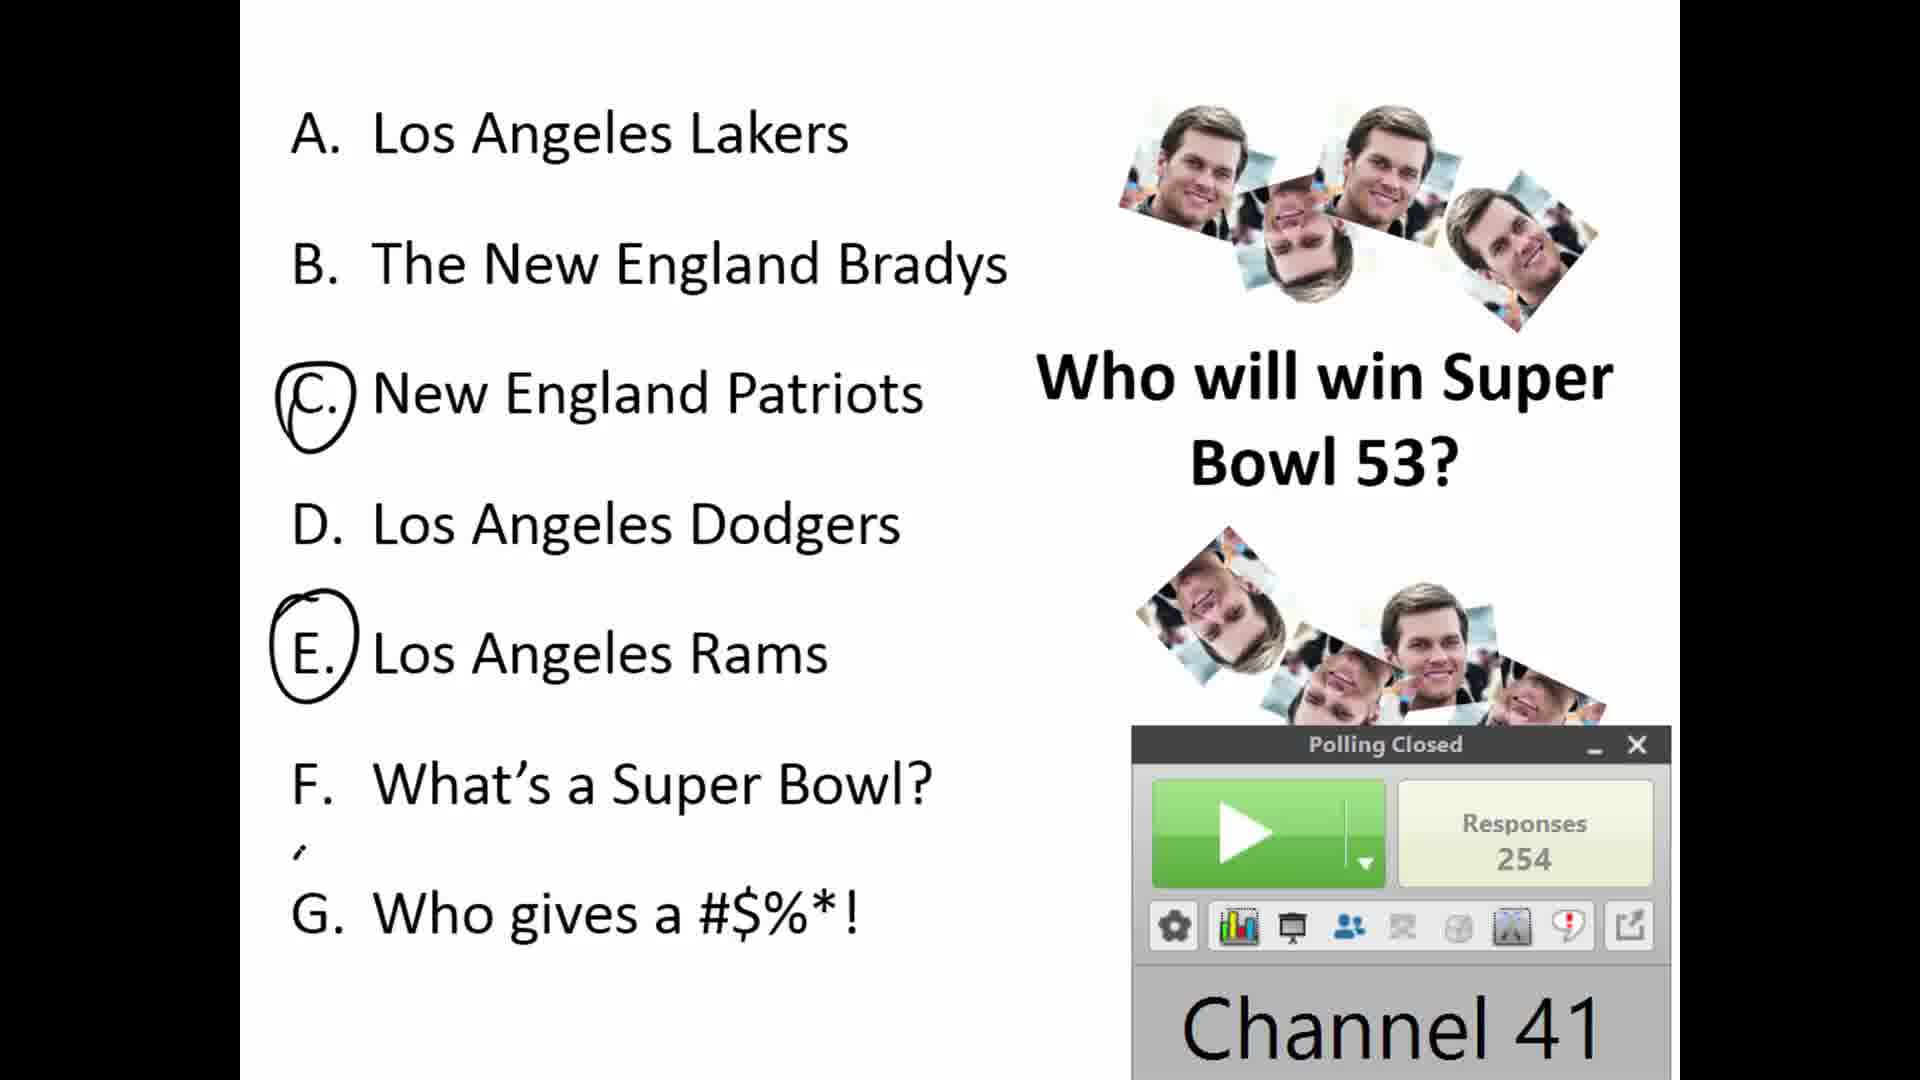 A. Los Angeles Lakers
B. The New England Bradys
C. New England Patriots
D. Los Angeles Dodgers
E. Los Angeles Rams
F. What's a Super Bowl?
G. Who gives a #$%*!
Who will win Super
Bowl 53?
Polling Closed
Responses
254
Channel 41